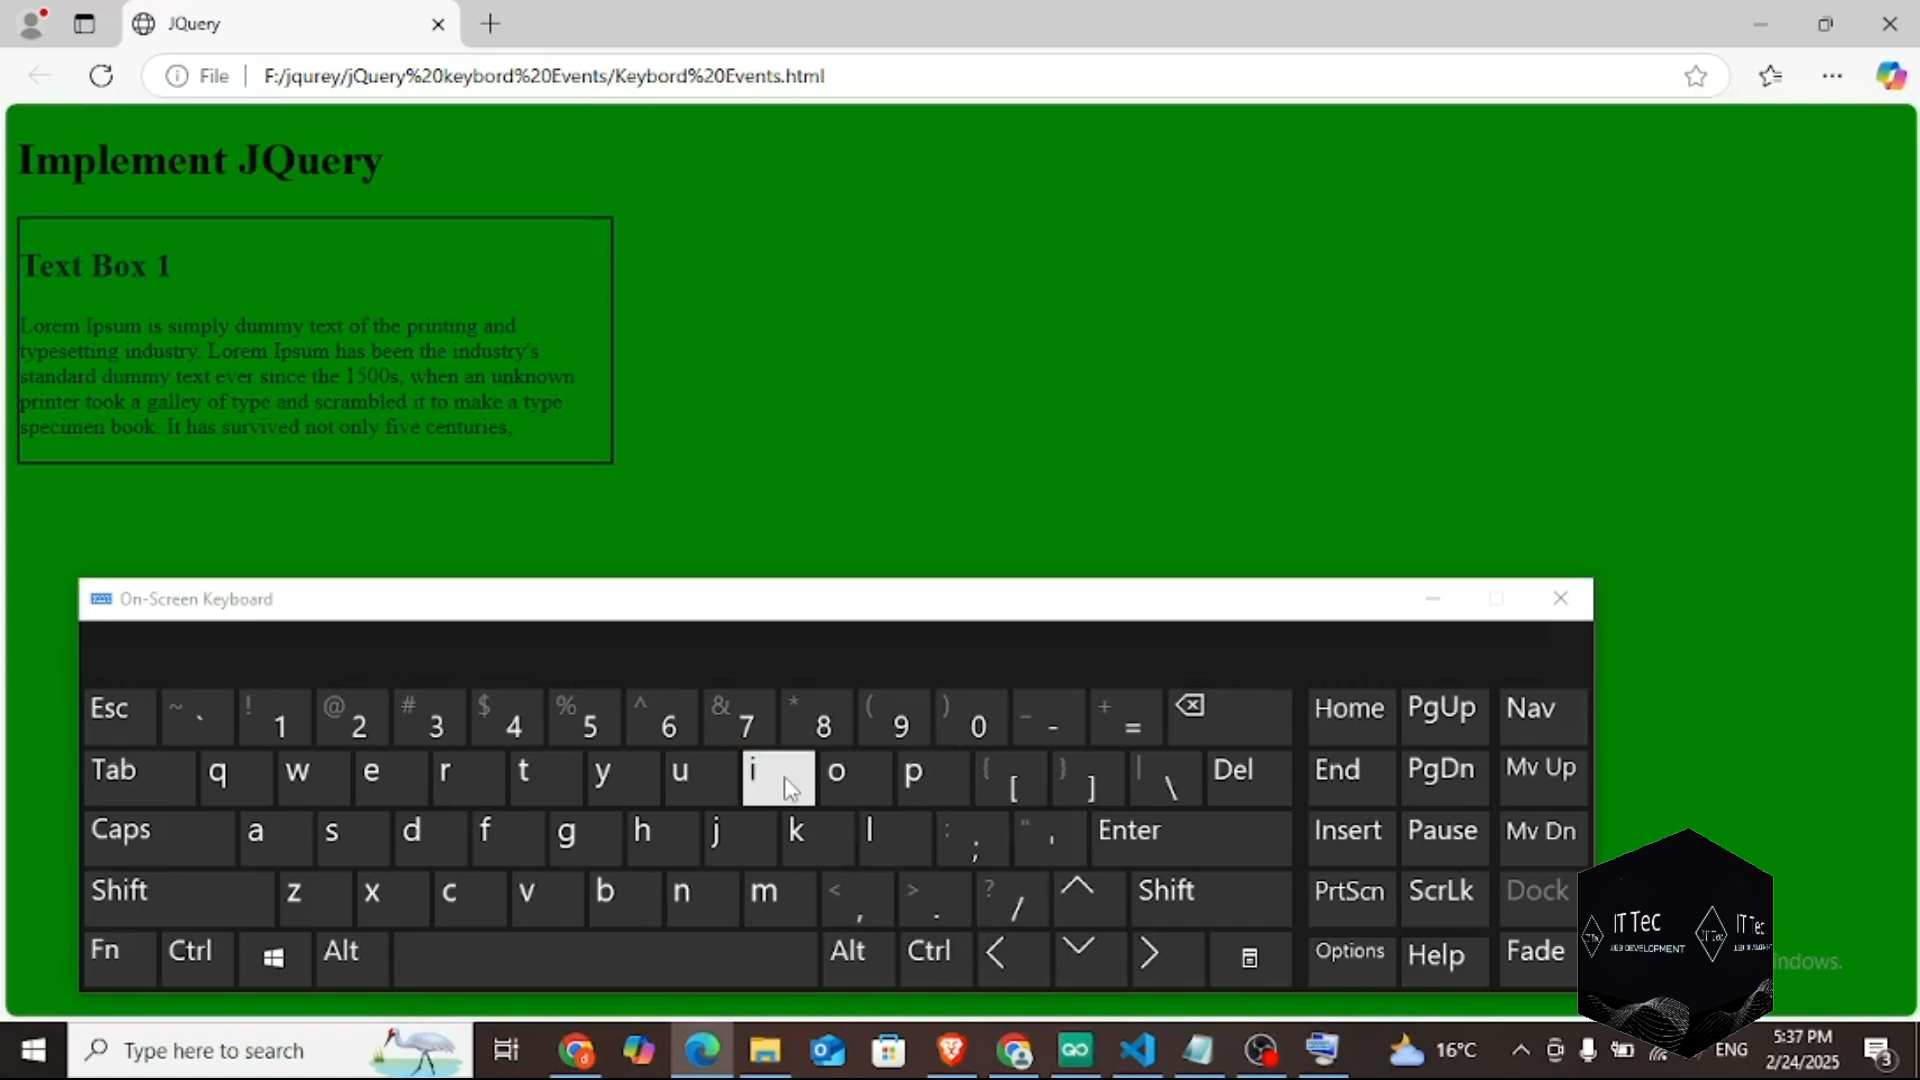 JQuery
File
F:/jqurey/jQuery%20keybord%20Events/Keybord%20Events.html
Implement JQuery
Text Box 1
Lorem Ipsum is simply dummy text of the printing and
typesetting industry. Lorem Ipsum has been the industry's
standard dummy text ever since the 1500s, when an unknown
printer took a galley of type and scrambled it to make a type
specimen book. It has survived not only five centuries,
On-Screen Keyboard
Esc ~ ` ! 1 @ 2 # 3 $ 4 % 5 ^ 6 & 7 * 8 ( 9 ) 0 _ - + = Home PgUp Nav
Tab q w e r t y u i o p { [ } ] | \ Del End PgDn Mv Up
Caps a s d f g h j k l : ; " ' Enter Insert Pause Mv Dn
Shift z x c v b n m < , > . ? / Shift PrtScn ScrLk Dock
Fn Ctrl Alt Alt Ctrl Options Help Fade
IT Tec
WEB DEVELOPMENT
IT Tec
indows.
Type here to search
16°C
ENG
5:37 PM
2/24/2025
3